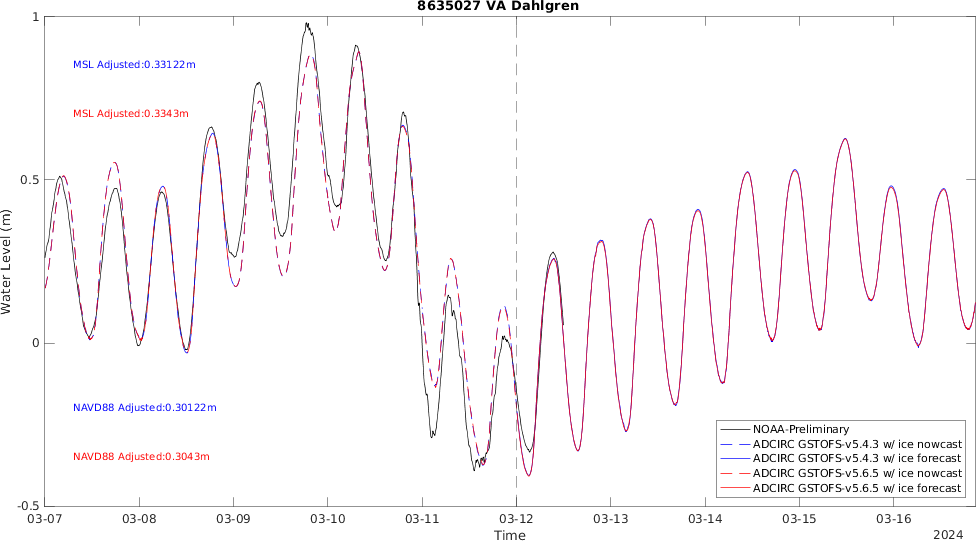 8635027 VA Dahlgren
1
MSL Adjusted:0.33122m
MSL Adjusted:0.3343m
0.5
Water Level (m)
0
NAVD88 Adjusted:0.30122m
NAVD88 Adjusted:0.3043m
NOAA-Preliminary
ADCIRC GSTOFS-v5.4.3 w/ ice nowcast
ADCIRC GSTOFS-v5.4.3 w/ ice forecast
ADCIRC GSTOFS-v5.6.5 w/ ice nowcast
ADCIRC GSTOFS-v5.6.5 w/ ice forecast
-0.5
03-07 03-08 03-09 03-10 03-11 03-12 03-13 03-14 03-15 03-16
Time
2024